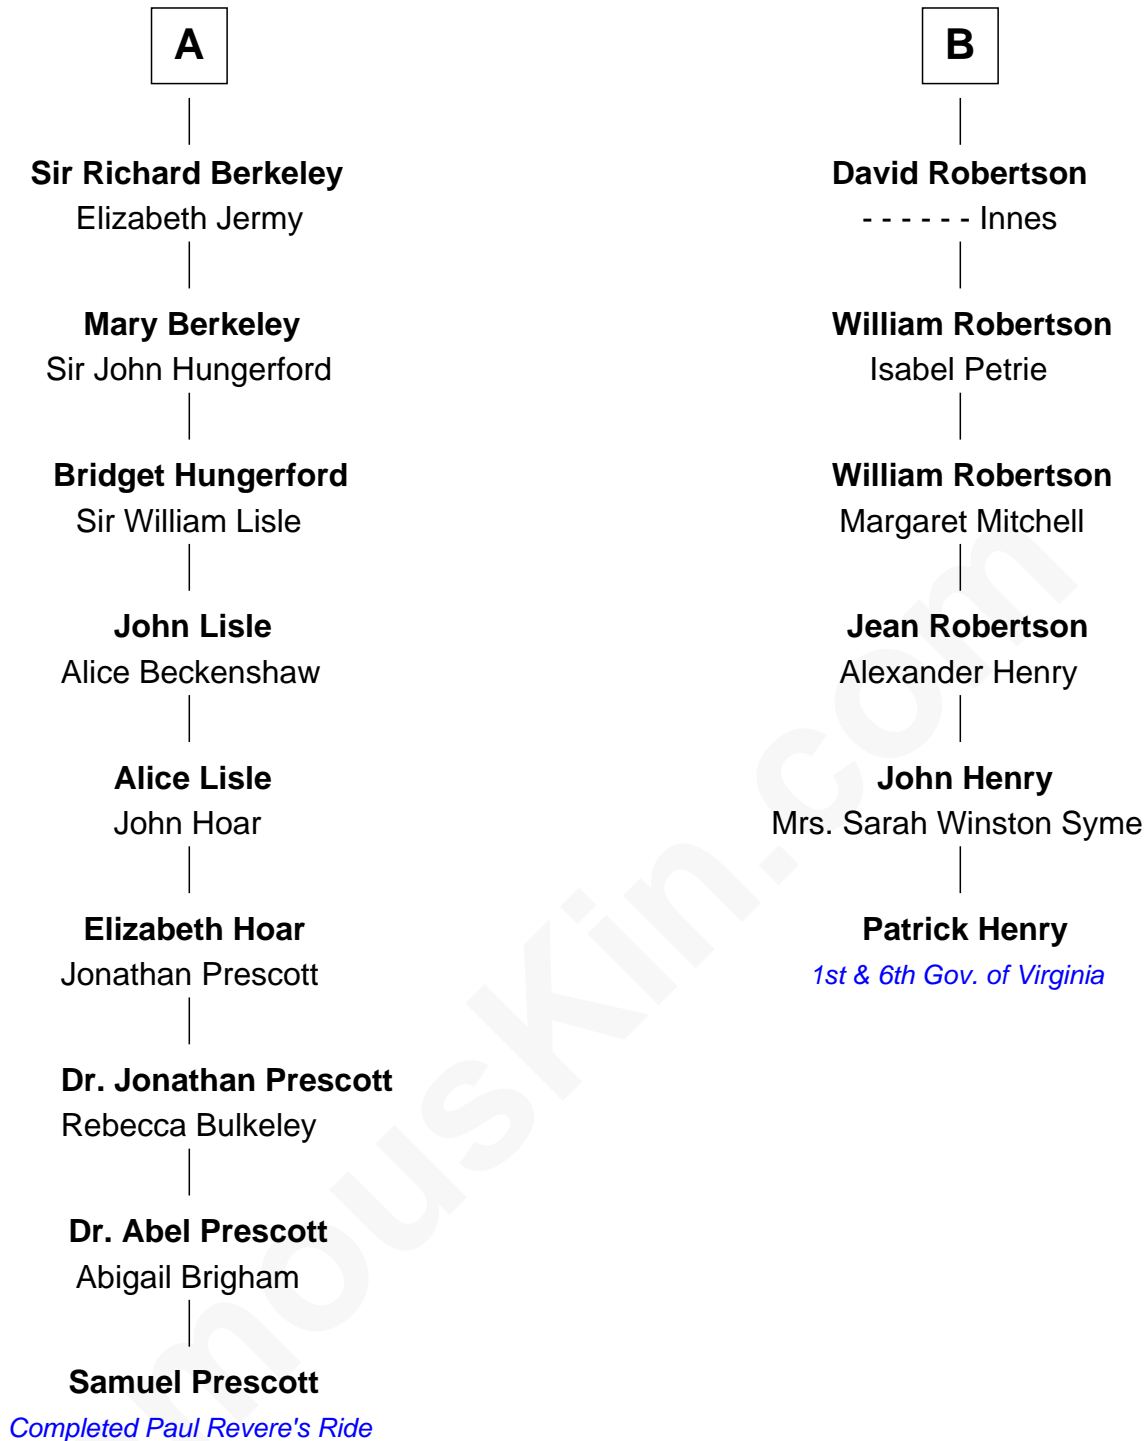 A
Sir Richard Berkeley
Elizabeth Jermy
Mary Berkeley
Sir John Hungerford
Bridget Hungerford
Sir William Lisle
John Lisle
Alice Beckenshaw
Alice Lisle
John Hoar
Elizabeth Hoar
Jonathan Prescott
Dr. Jonathan Prescott
Rebecca Bulkeley
Dr. Abel Prescott
Abigail Brigham
Samuel Prescott
Completed Paul Revere's Ride
B
David Robertson
- - - - - - Innes
William Robertson
Isabel Petrie
William Robertson
Margaret Mitchell
Jean Robertson
Alexander Henry
John Henry
Mrs. Sarah Winston Syme
Patrick Henry
1st & 6th Gov. of Virginia
mousKin.com